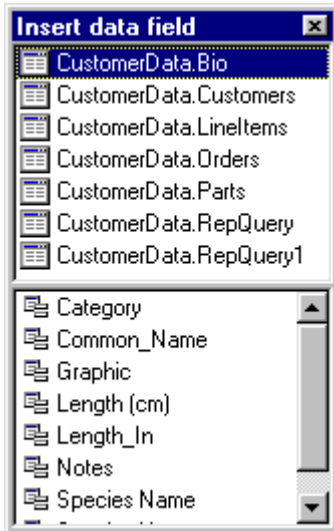 Insert data field
CustomerData.Bio
CustomerData.Customers
CustomerData.LineItems
CustomerData.Orders
CustomerData.Parts
CustomerData.RepQuery
CustomerData.RepQuery1
Category
Common_Name
Graphic
Length (cm)
Length_In
Notes
Species Name